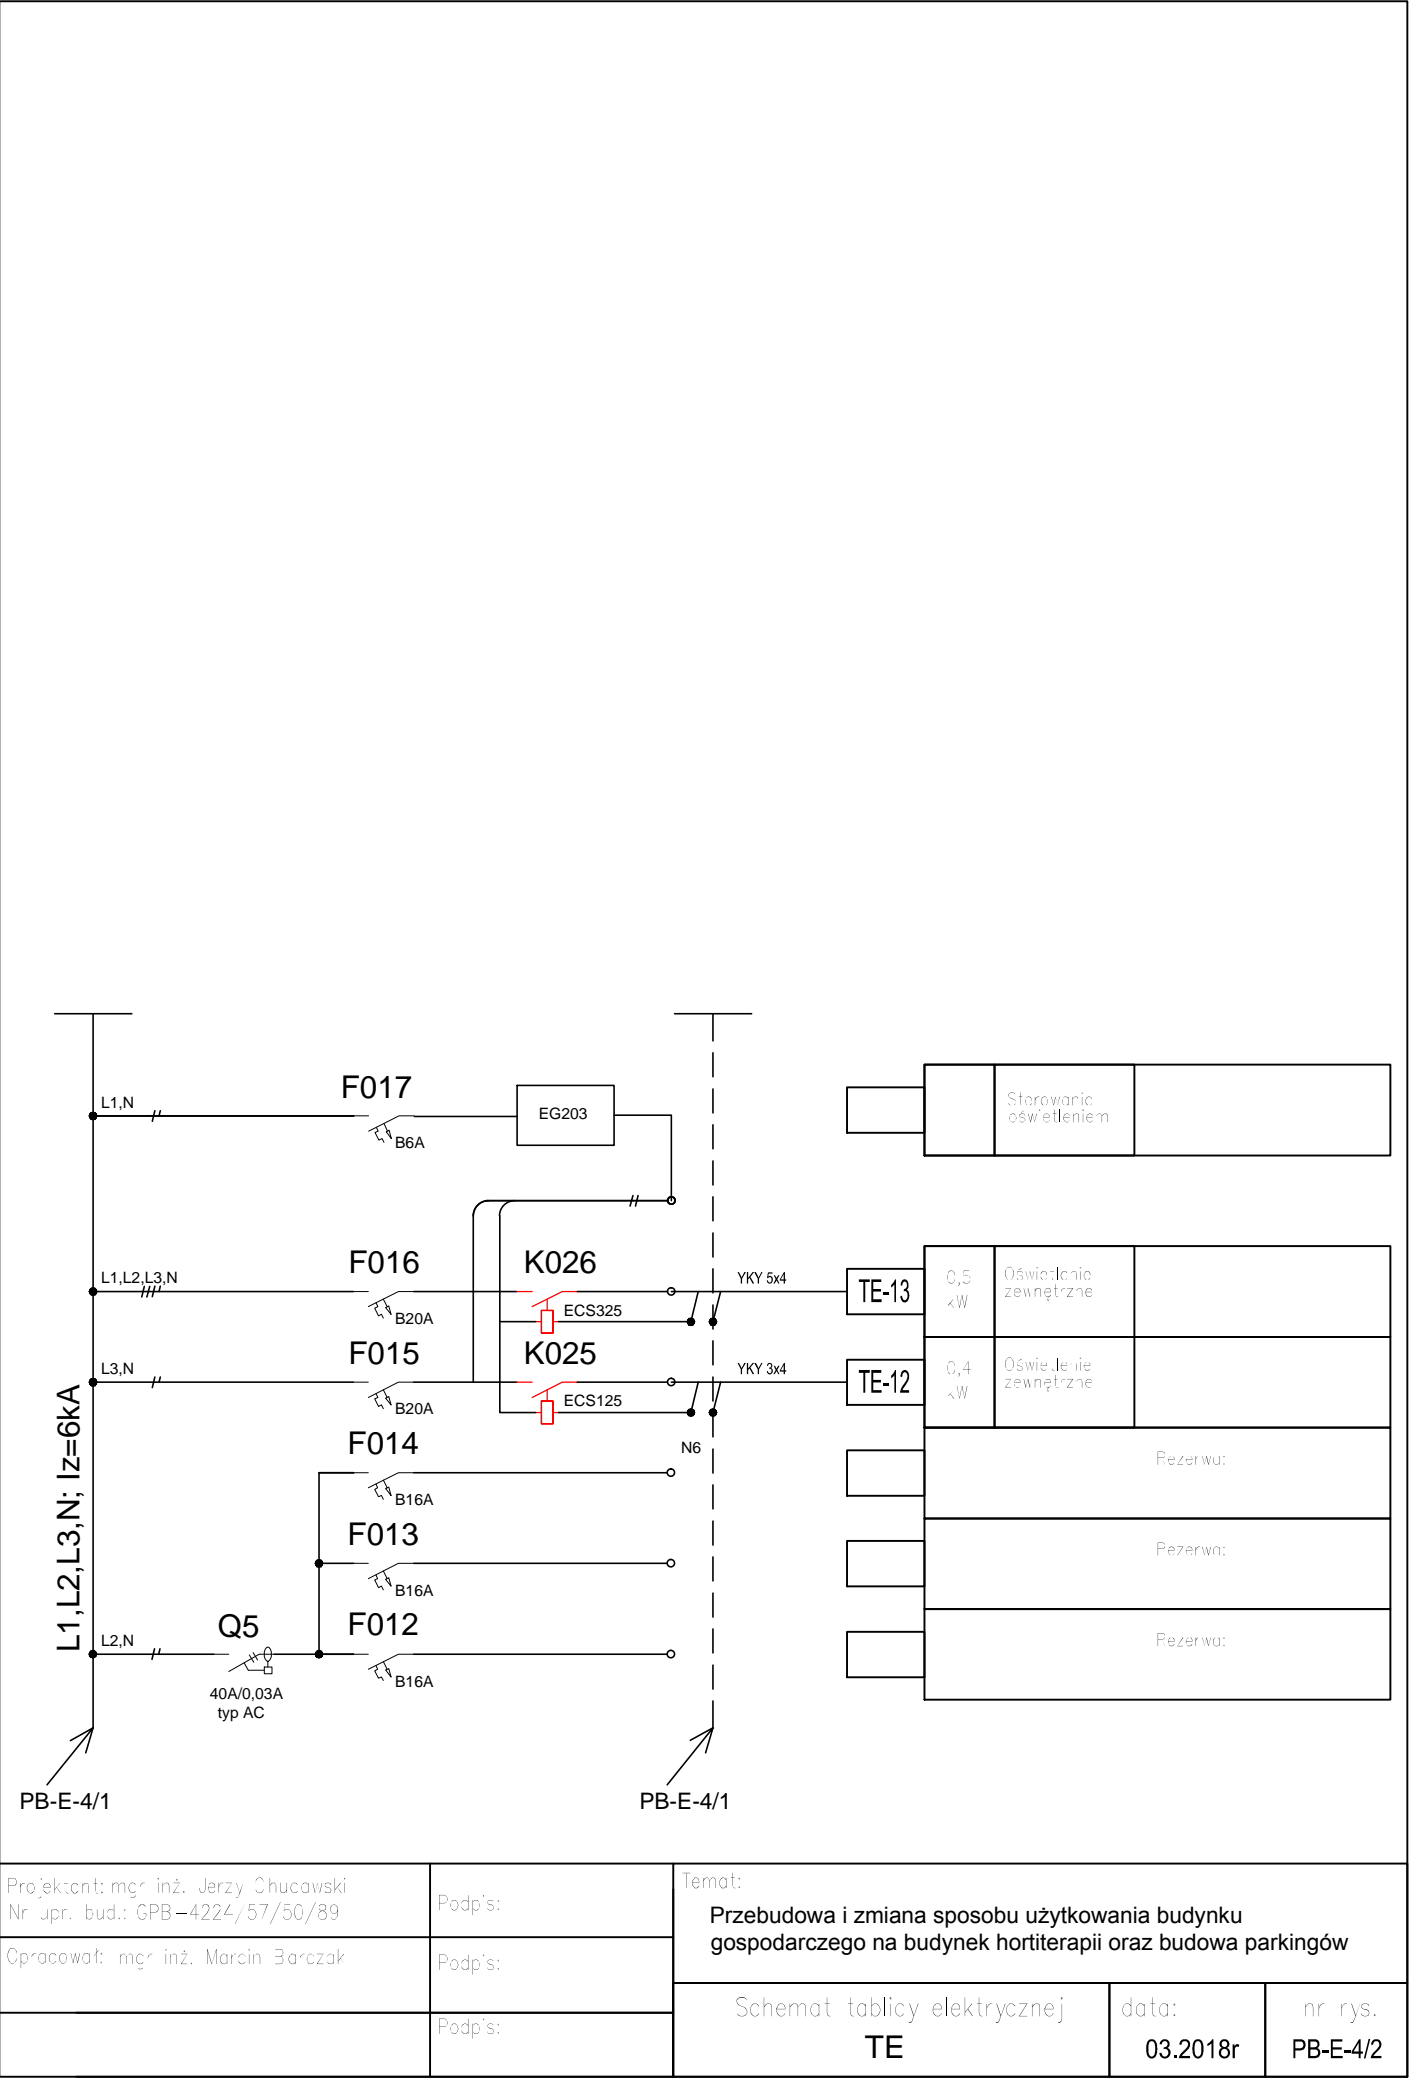 F017
L1,N
EG203
B6A
Sterowanie
oświetleniem
F016
K026
L1,L2,L3,N
YKY 5x4
TE-13
0,5
kW
Oświetlenie
zewnętrzne
ECS325
B20A
F015
K025
L3,N
YKY 3x4
TE-12
0,4
kW
Oświetlenie
zewnętrzne
ECS125
B20A
F014
N6
Rezerwa:
B16A
F013
Rezerwa:
B16A
L1,L2,L3,N; Iz=6kA
Q5
F012
L2,N
Rezerwa:
B16A
40A/0,03A
typ AC
PB-E-4/1
PB-E-4/1
Projektant: mgr inż. Jerzy
Nr upr. bud.: GPB-4224/57/50/89
Podpis:
Opracował: mgr inż. Marcin Barczak
Podpis:
Podpis:
Temat:
Przebudowa i zmiana sposobu użytkowania budynku
gospodarczego na budynek hortiterapii oraz budowa parkingów
Schemat tablicy elektrycznej
TE
data:
03.2018r
nr rys.
PB-E-4/2